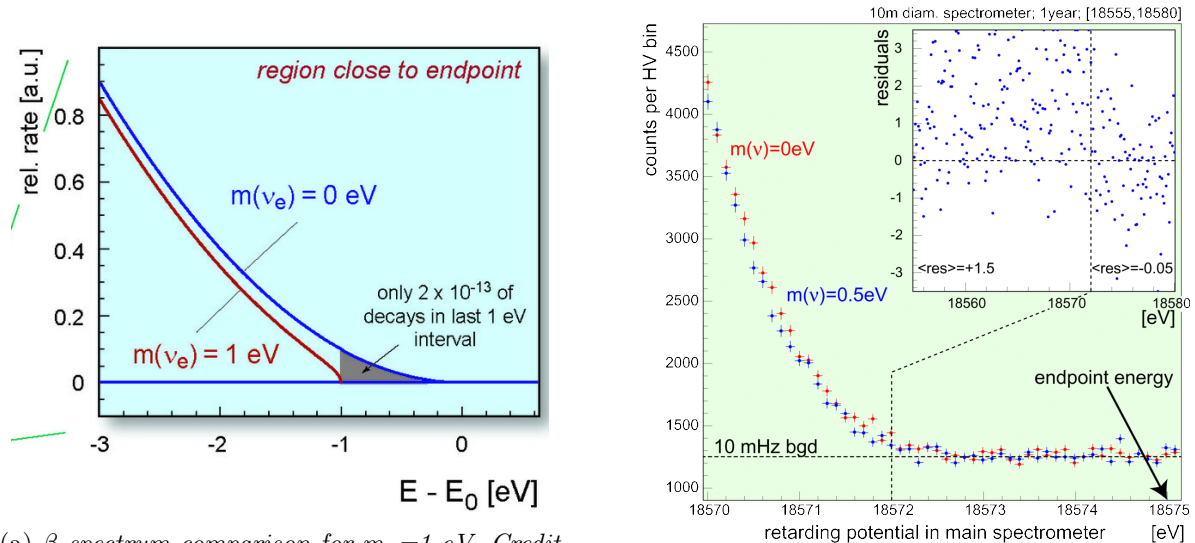 rel. rate [a.u.]
0.8
0.6
0.4
0.2
0
region close to endpoint
m(νe) = 0 eV
only 2 x 10-13 of
decays in last 1 eV
interval
m(νe) = 1 eV
-3
-2
-1
0
E - E0 [eV]
(a) β spectrum comparison for m =1 eV. Credit
10m diam. spectrometer; 1year; [18555,18580]
counts per HV bin
4500
4000
3500
3000
2500
2000
1500
1000
m(ν)=0eV
m(ν)=0.5eV
residuals
3
2
1
0
-1
-2
-3
<res>=+1.5
<res>=-0.05
18560
18570
18580
[eV]
endpoint energy
10 mHz bgd
18570
18571
18572
18573
18574
18575
retarding potential in main spectrometer
[eV]